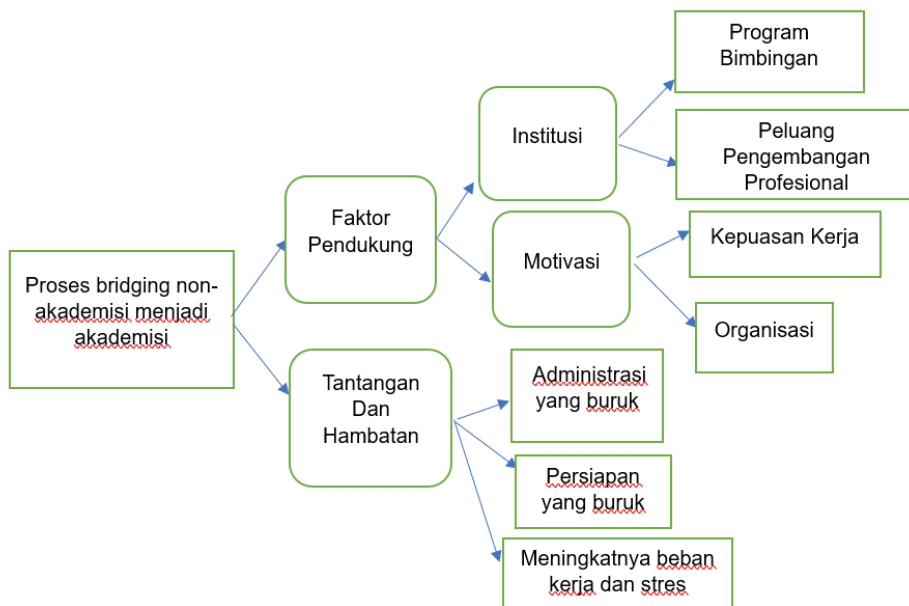 Proses bridging non-
akademisi menjadi
akademisi
Faktor
Pendukung
Institusi
Program
Bimbingan
Peluang
Pengembangan
Profesional
Motivasi
Kepuasan Kerja
Organisasi
Tantangan
Dan
Hambatan
Administrasi
yang buruk
Persiapan
yang buruk
Meningkatnya beban
kerja dan stres